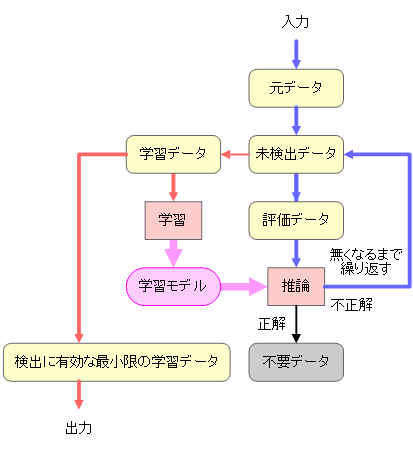 入力
元データ
学習データ
未検出データ
学習
評価データ
無くなるまで
繰り返す
学習モデル
推論
不正解
正解
検出に有効な最小限の学習データ
不要データ
出力